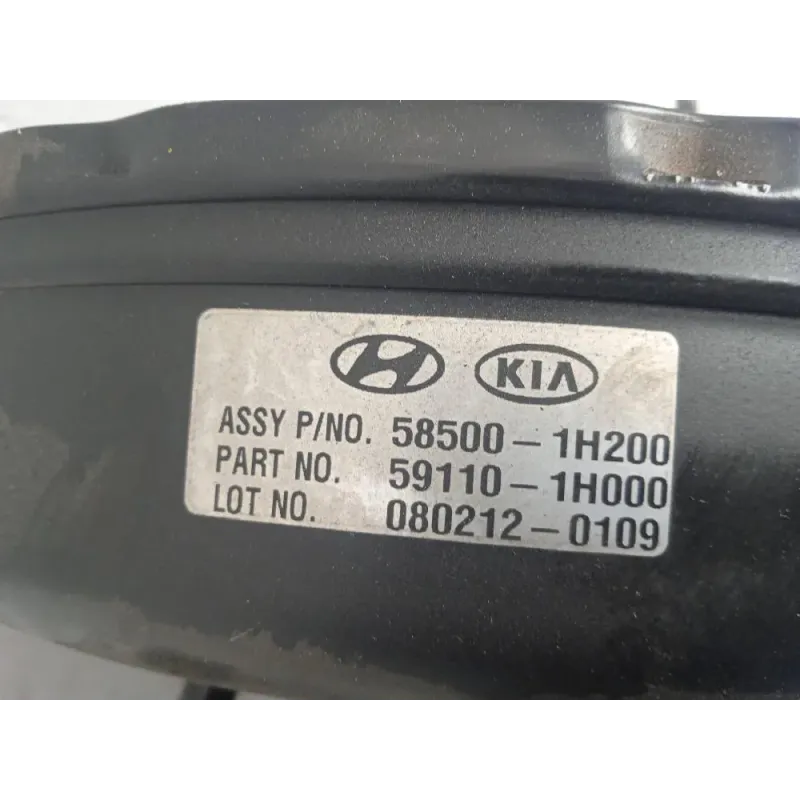 KIA
ASSY P/NO. 58500-1H200
PART NO. 59110-1H000
LOT NO. 080212-0109